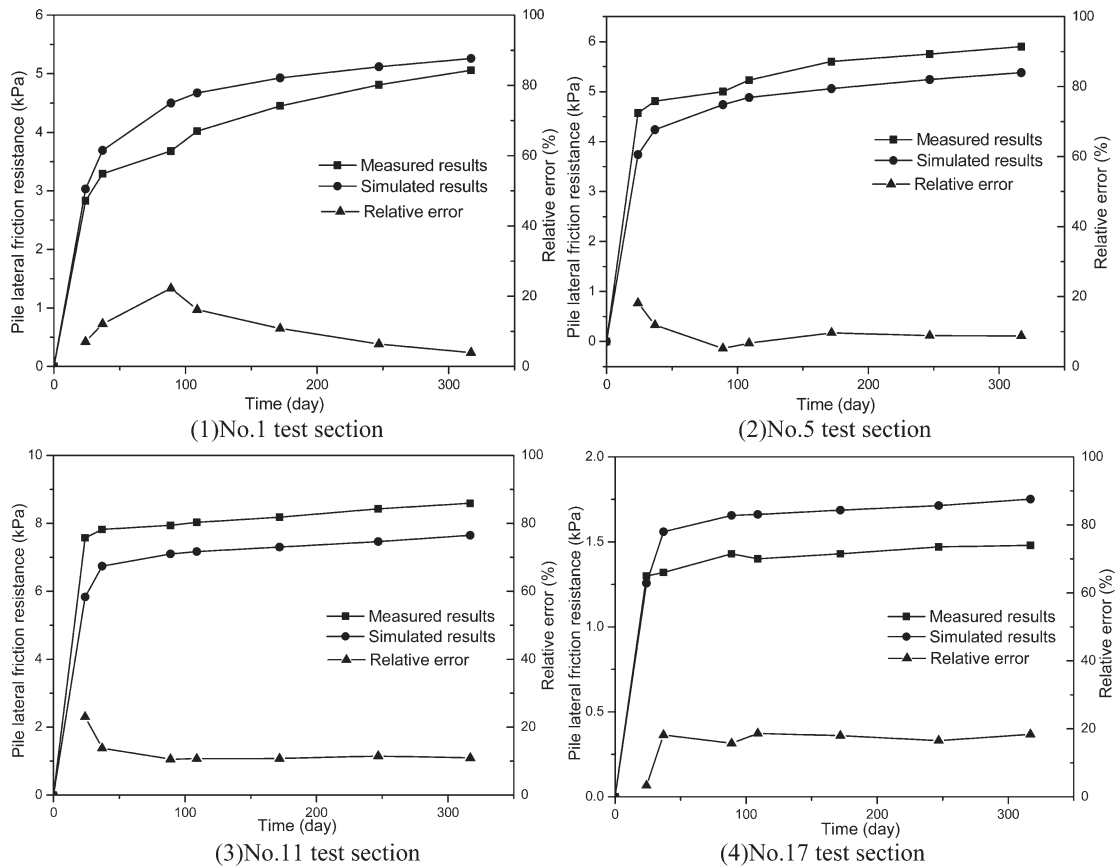 6
5
4
3
2
1
0
Pile lateral friction resistance (kPa)
100
80
60
40
20
0
Relative error (%)
Measured results
Simulated results
Relative error
0
100
200
300
Time (day)
(1)No.1 test section
6
5
4
3
2
1
0
Pile lateral friction resistance (kPa)
100
80
60
40
20
0
Relative error (%)
Measured results
Simulated results
Relative error
0
100
200
300
Time (day)
(2)No.5 test section
10
8
6
4
2
0
Pile lateral friction resistance (kPa)
100
80
60
40
20
0
Relative error (%)
Measured results
Simulated results
Relative error
0
100
200
300
Time (day)
(3)No.11 test section
2.0
1.5
1.0
0.5
0.0
Pile lateral friction resistance (kPa)
100
80
60
40
20
0
Relative error (%)
Measured results
Simulated results
Relative error
0
100
200
300
Time (day)
(4)No.17 test section